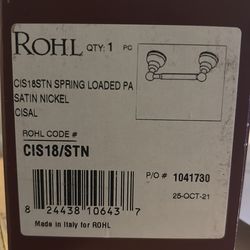 ROHL QTY: 1 PC
CIS18STN SPRING LOADED PA
SATIN NICKEL
CISAL
ROHL CODE #
CIS18/STN
P/O # 1041730
25-OCT-21
8 24438 10643 7
Made in Italy for ROHL